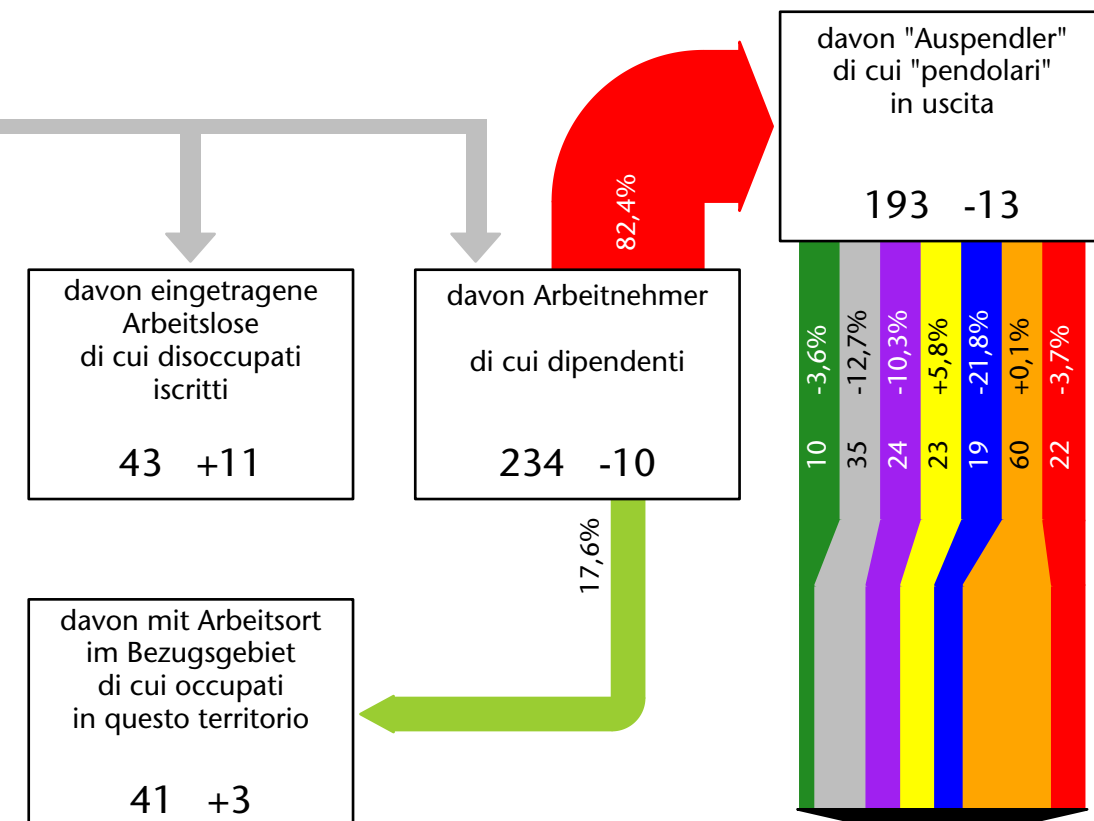 davon "Auspendler"
di cui "pendolari"
in uscita
193 -13
82,4%
davon eingetragene
Arbeitslose
di cui disoccupati
iscritti
43 +11
davon Arbeitnehmer
di cui dipendenti
234 -10
10 -3,6%
35 -12,7%
24 -10,3%
23 +5,8%
19 -21,8%
60 +0,1%
22 -3,7%
17,6%
davon mit Arbeitsort
im Bezugsgebiet
di cui occupati
in questo territorio
41 +3